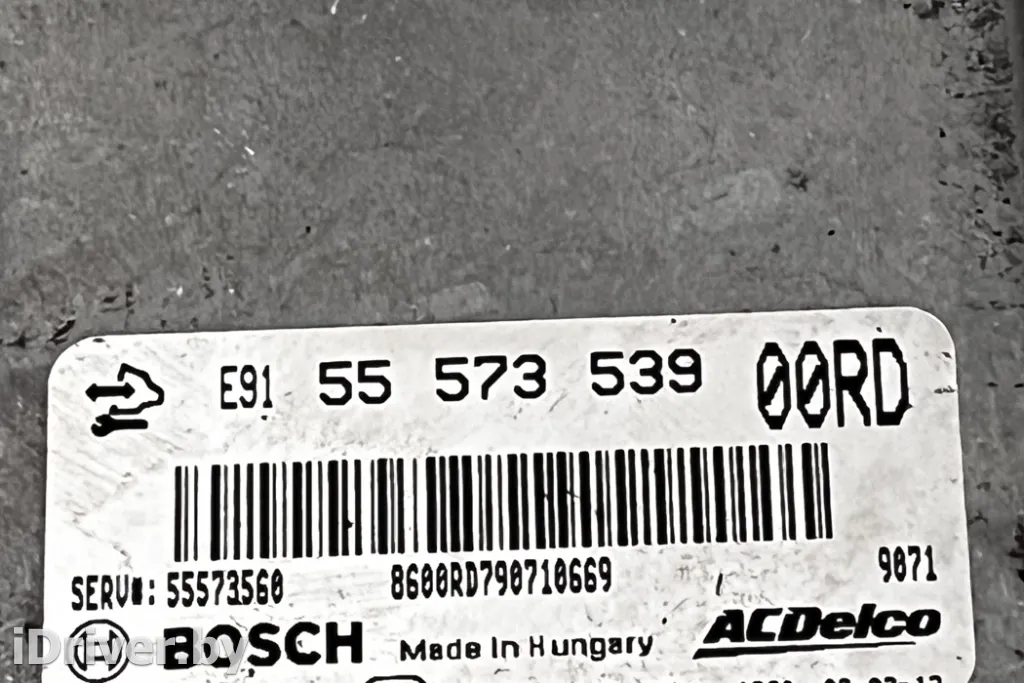 E91 55 573 539 00RD
SERV#: 55573560 8600RD790710669 9071
BOSCH Made In Hungary ACDelco
iDriver.by